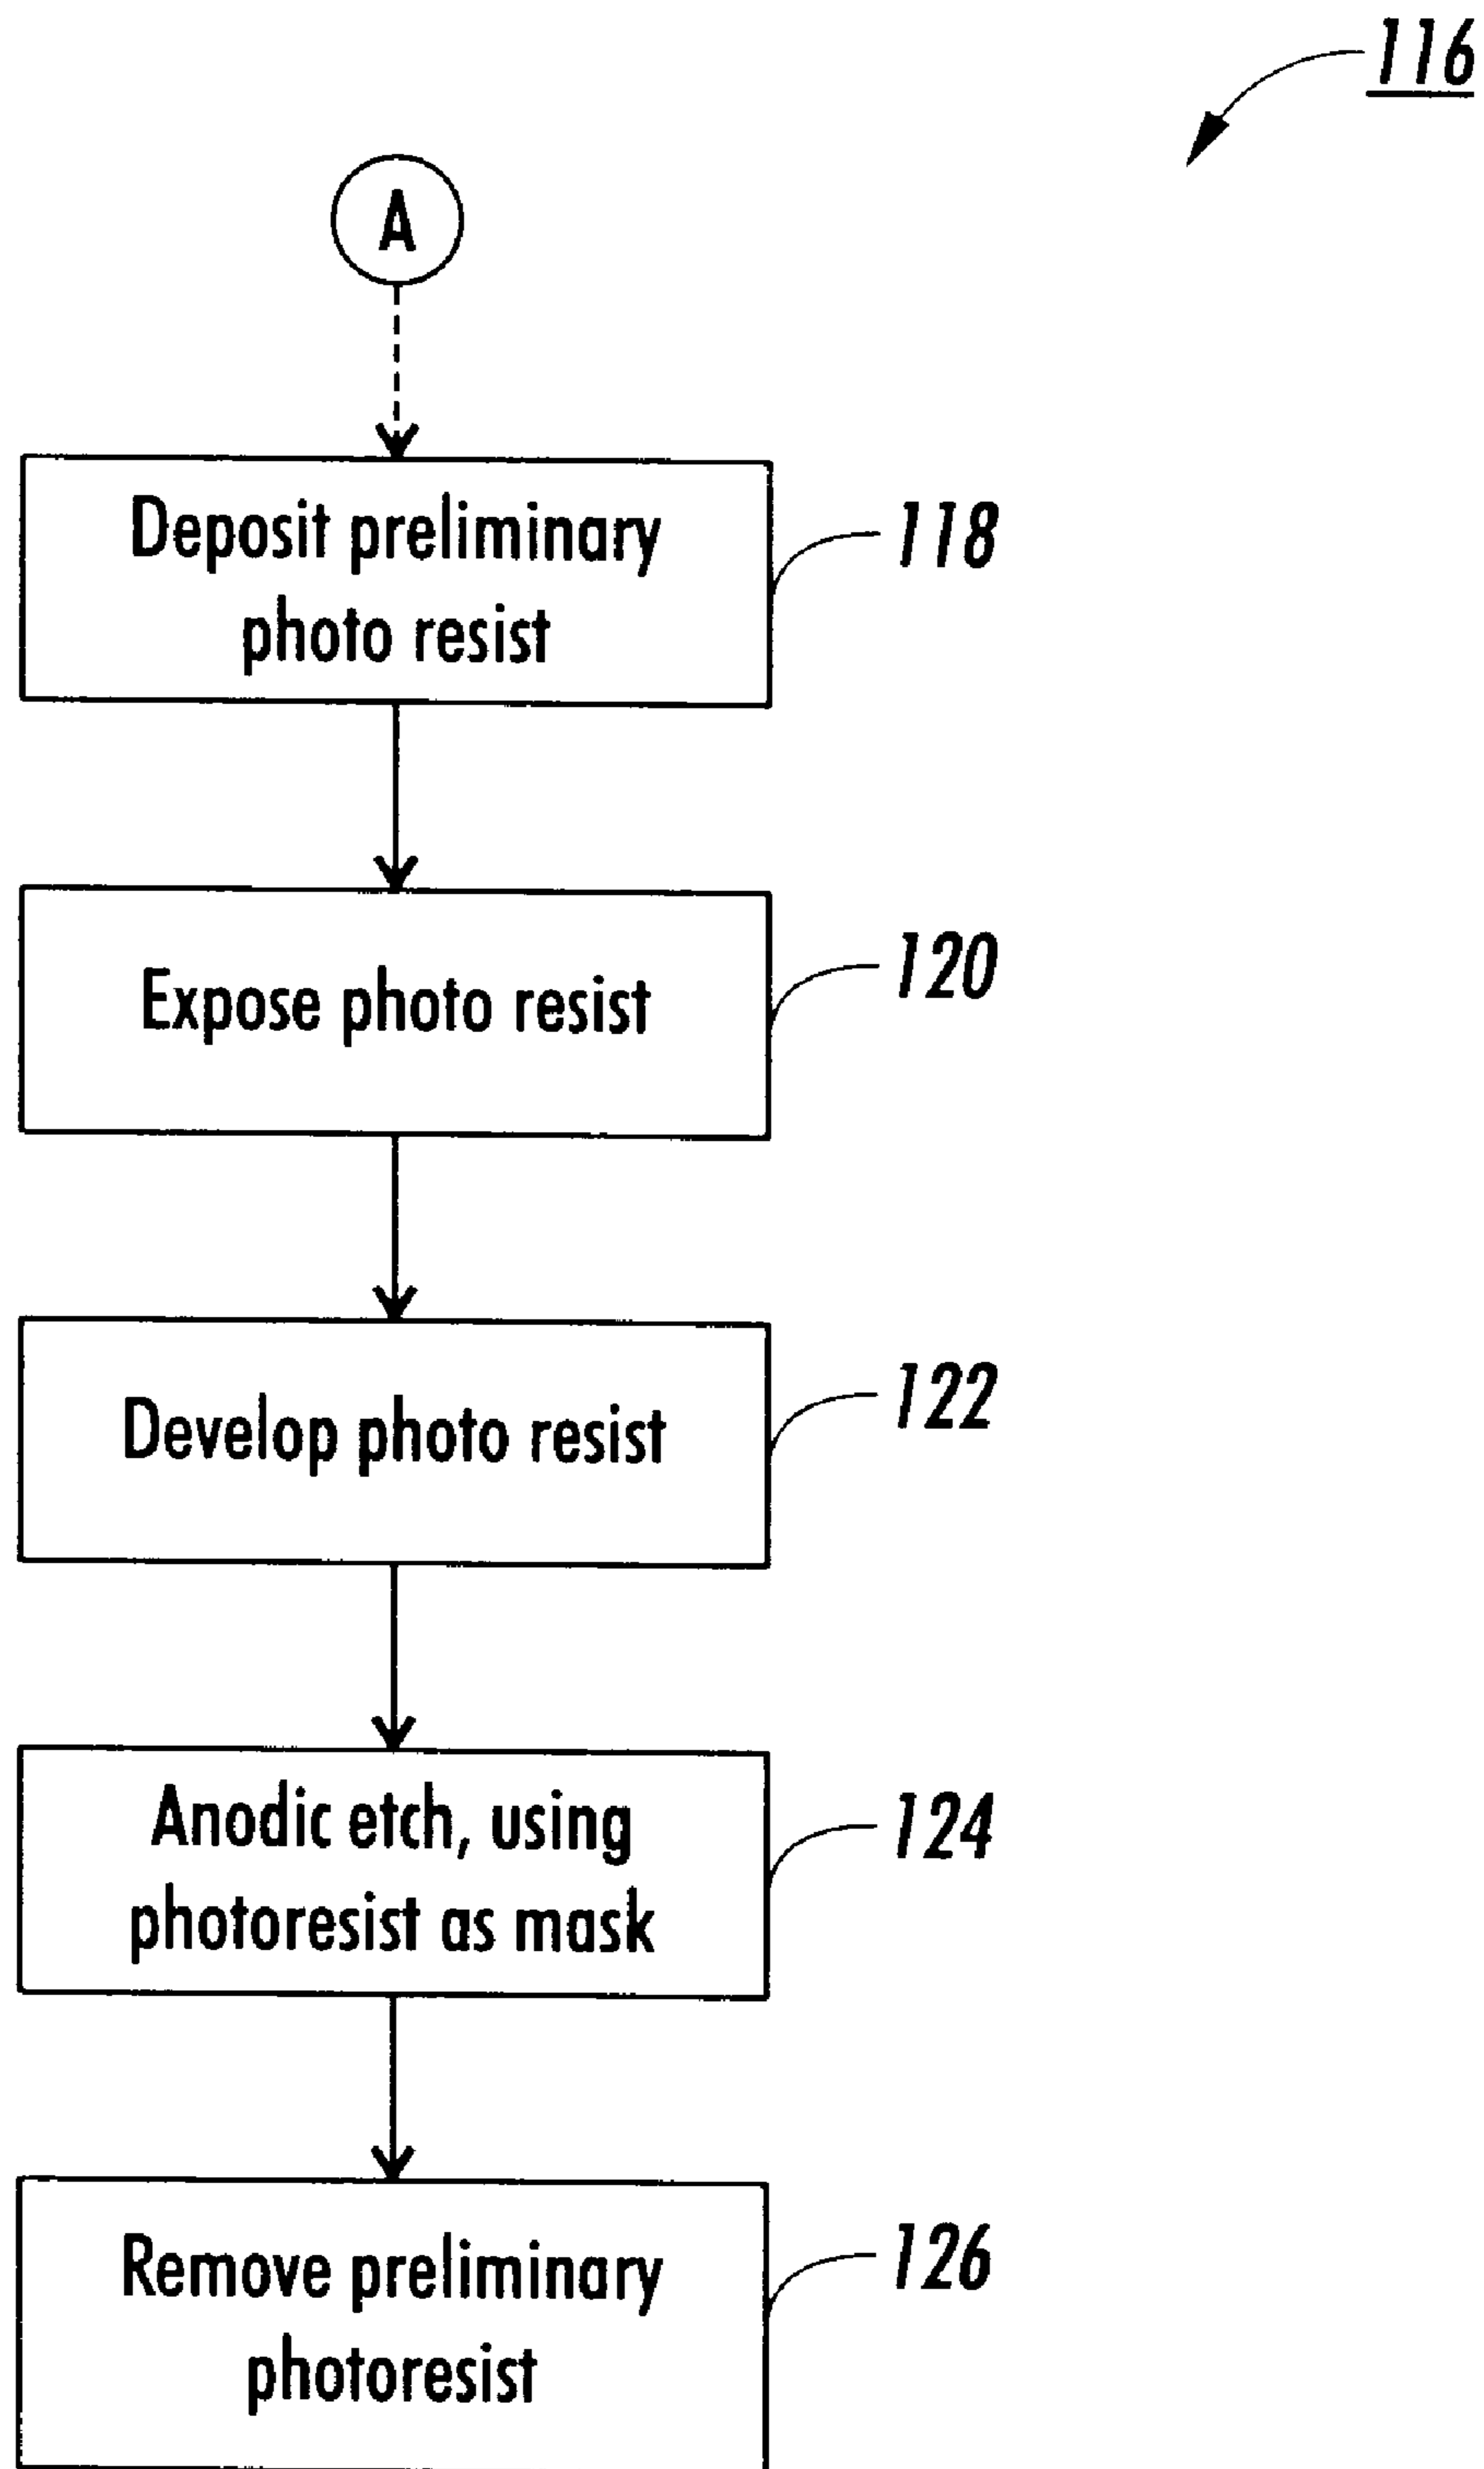 116
A
Deposit preliminary
photo resist
118
Expose photo resist
120
Develop photo resist
122
Anodic etch, using
photoresist as mask
124
Remove preliminary
photoresist
126